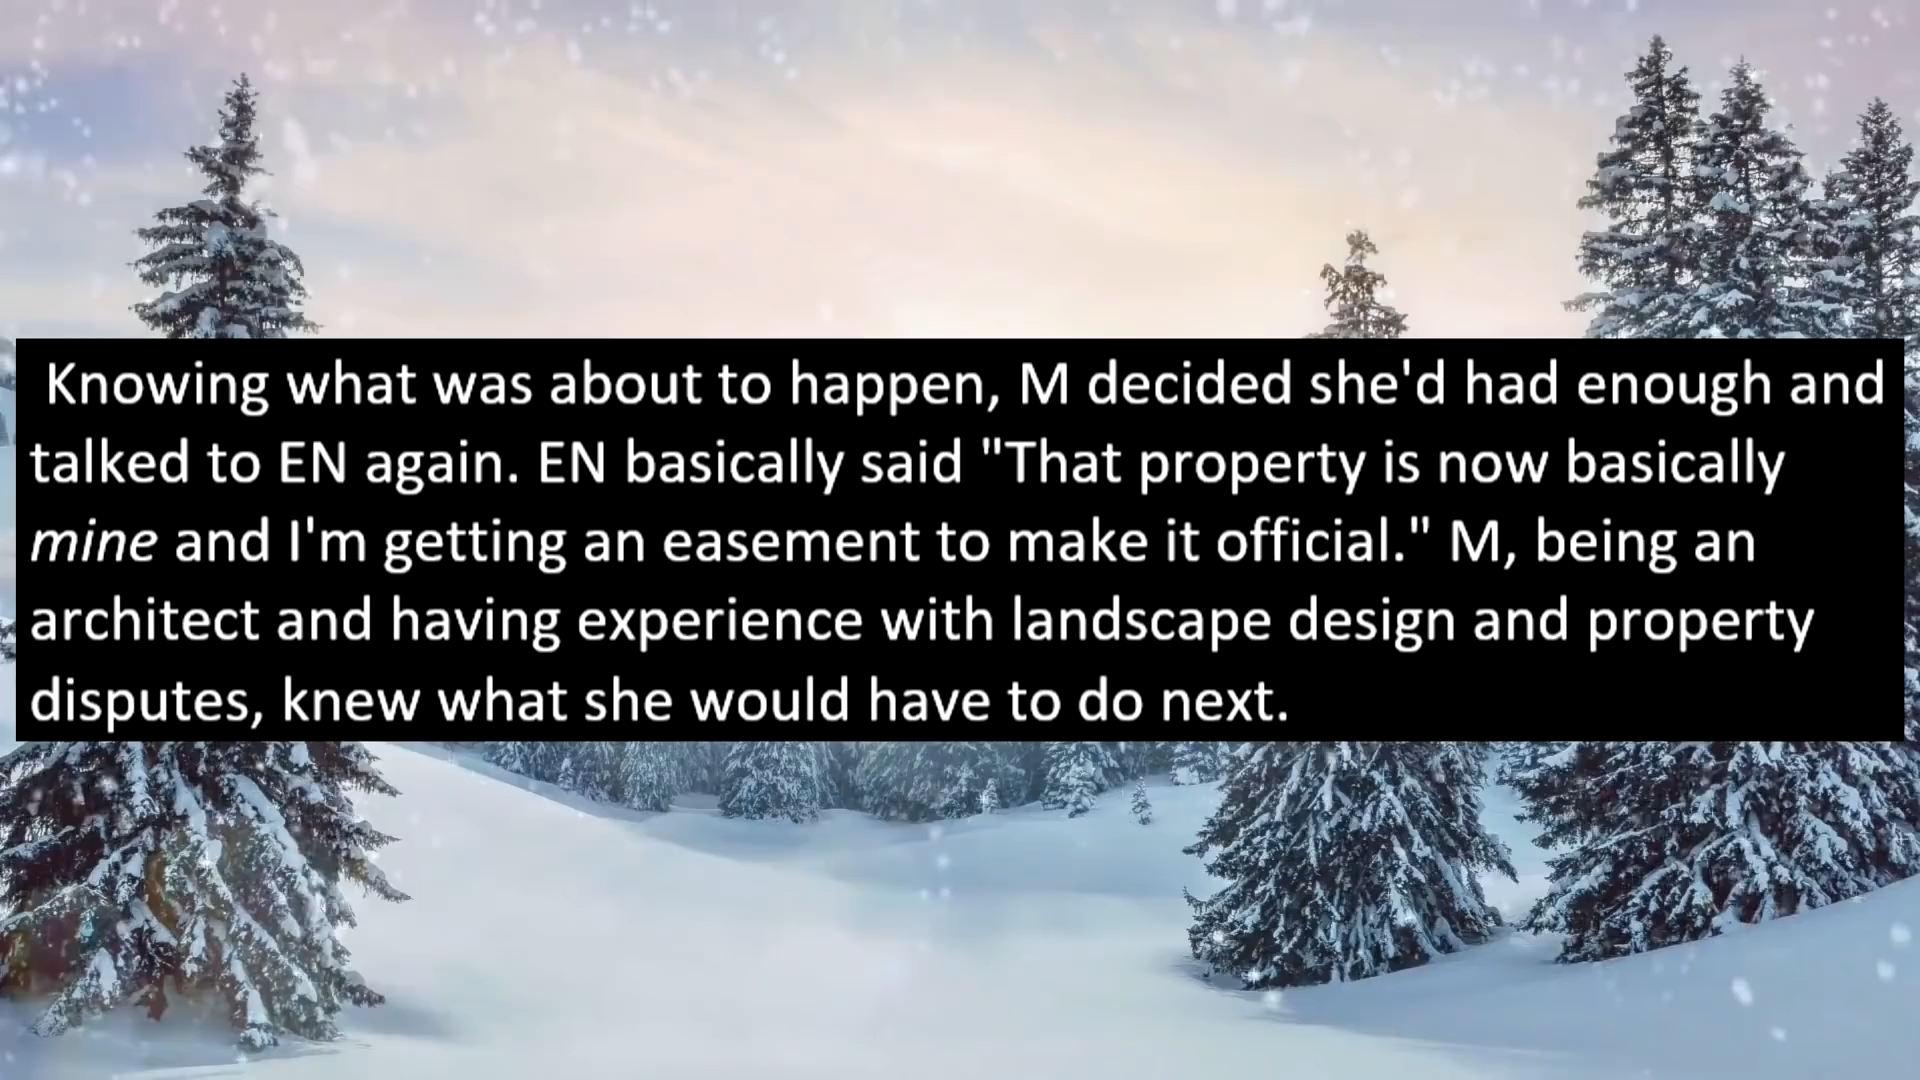 Knowing what was about to happen, M decided she'd had enough and
talked to EN again. EN basically said "That property is now basically
mine and I'm getting an easement to make it official." M, being an
architect and having experience with landscape design and property
disputes, knew what she would have to do next.